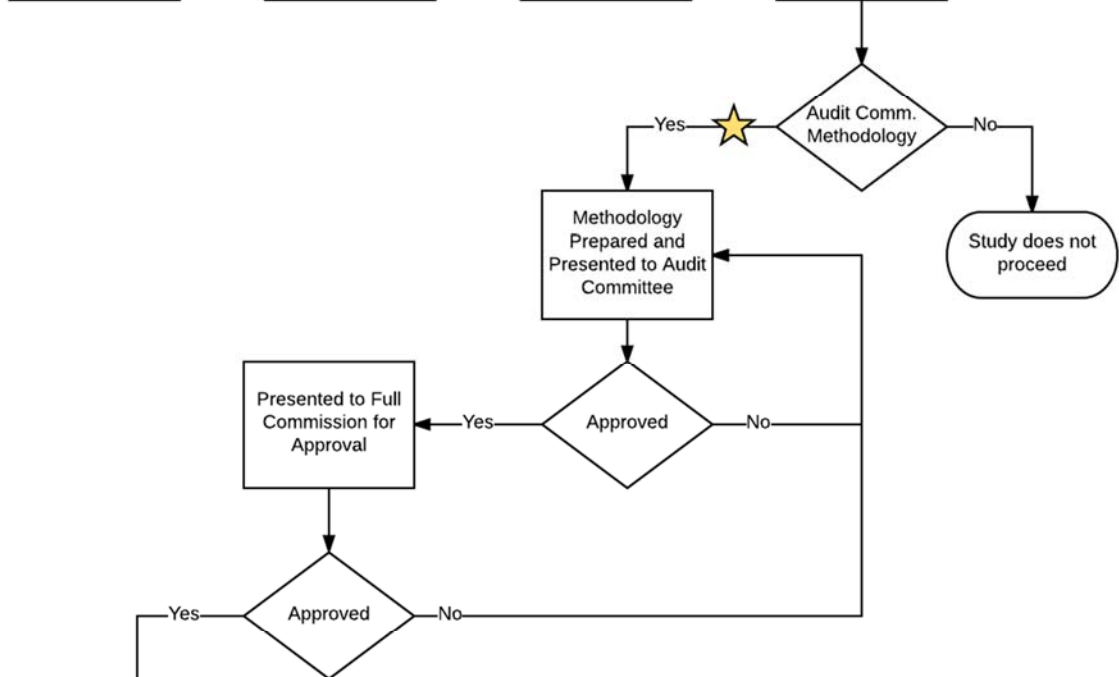 Audit Comm.
Methodology
Yes
No
Methodology
Prepared and
Presented to Audit
Committee
Study does not
proceed
Presented to Full
Commission for
Approval
Yes
Approved
No
Yes
Approved
No